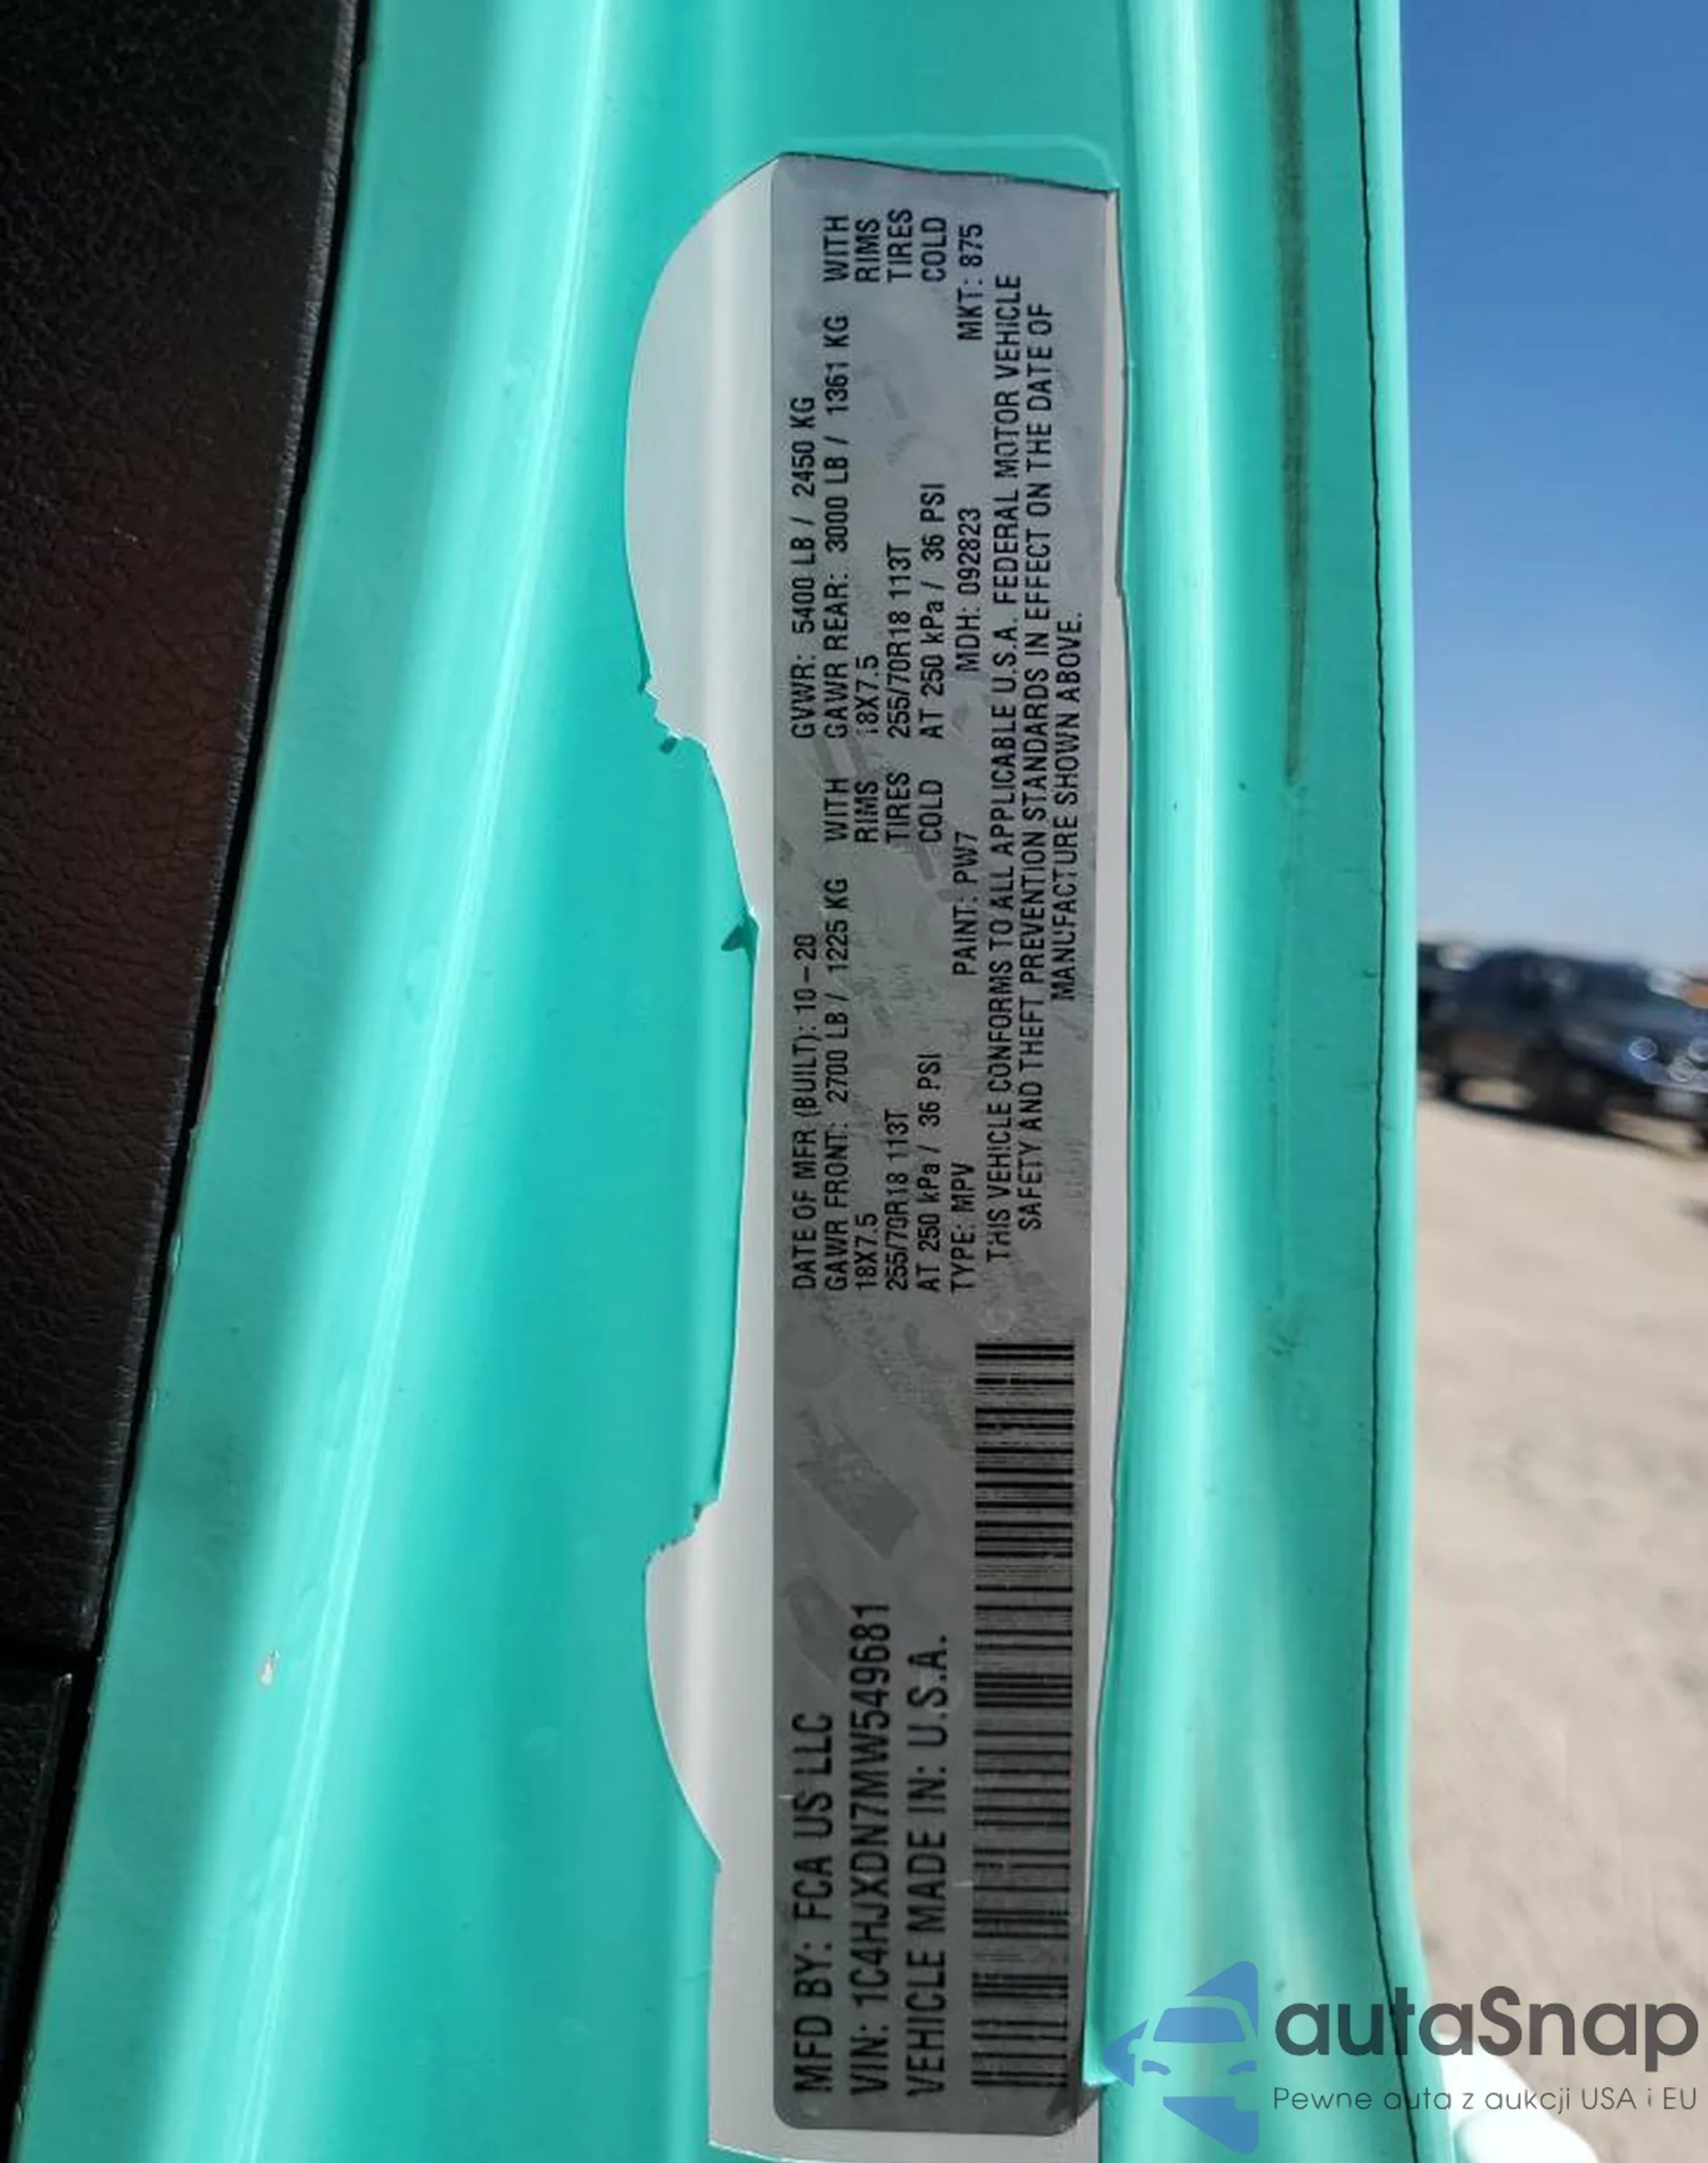 MFD BY: FCA US LLC
VIN: 1C4HJXDN7MW549681
VEHICLE MADE IN: U.S.A.
DATE OF MFR (BUILT): 10-20 GVWR: 5400 LB / 2450 KG
GAWR FRONT: 2700 LB / 1225 KG WITH GAWR REAR: 3000 LB / 1361 KG WITH
18X7.5 RIMS 18X7.5 RIMS
255/70R18 113T TIRES 255/70R18 113T TIRES
AT 250 kPa / 36 PSI COLD AT 250 kPa / 36 PSI COLD
TYPE: MPV PAINT: PW7 MDH: 092823 MKT: 875
THIS VEHICLE CONFORMS TO ALL APPLICABLE U.S.A. FEDERAL MOTOR VEHICLE
SAFETY AND THEFT PREVENTION STANDARDS IN EFFECT ON THE DATE OF
MANUFACTURE SHOWN ABOVE.
autaSnap
Pewne auta z aukcji USA i EU